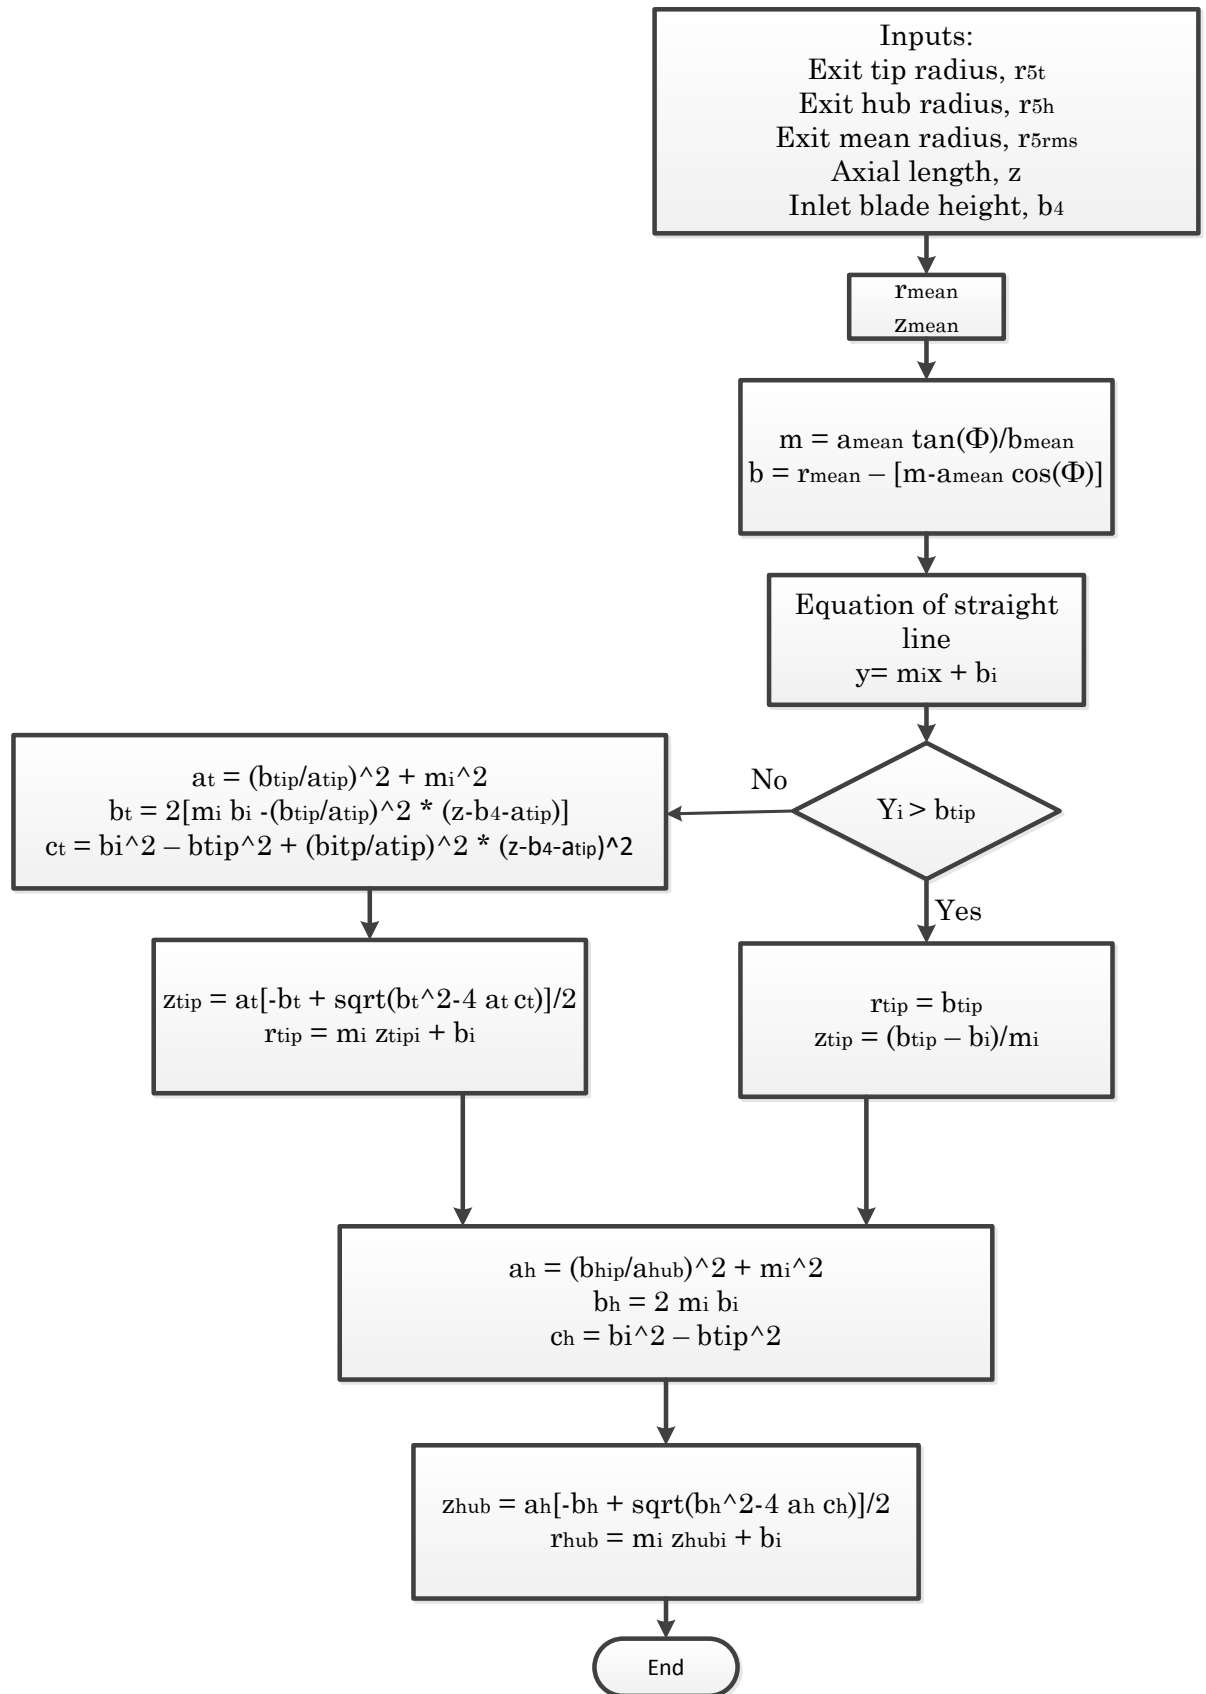 Inputs:
Exit tip radius, r5t
Exit hub radius, r5h
Exit mean radius, r5rms
Axial length, z
Inlet blade height, b4
rmean
zmean
m = amean tan(Φ)/bmean
b = rmean – [m-amean cos(Φ)]
Equation of straight
line
y= mix + bi
Yi > btip
No
Yes
at = (btip/atip)^2 + mi^2
bt = 2[mi bi -(btip/atip)^2 * (z-b4-atip)]
ct = bi^2 – btip^2 + (bitp/atip)^2 * (z-b4-atip)^2
ztip = at[-bt + sqrt(bt^2-4 at ct)]/2
rtip = mi ztipi + bi
rtip = btip
ztip = (btip – bi)/mi
ah = (bhip/ahub)^2 + mi^2
bh = 2 mi bi
ch = bi^2 – btip^2
zhub = ah[-bh + sqrt(bh^2-4 ah ch)]/2
rhub = mi zhubi + bi
End